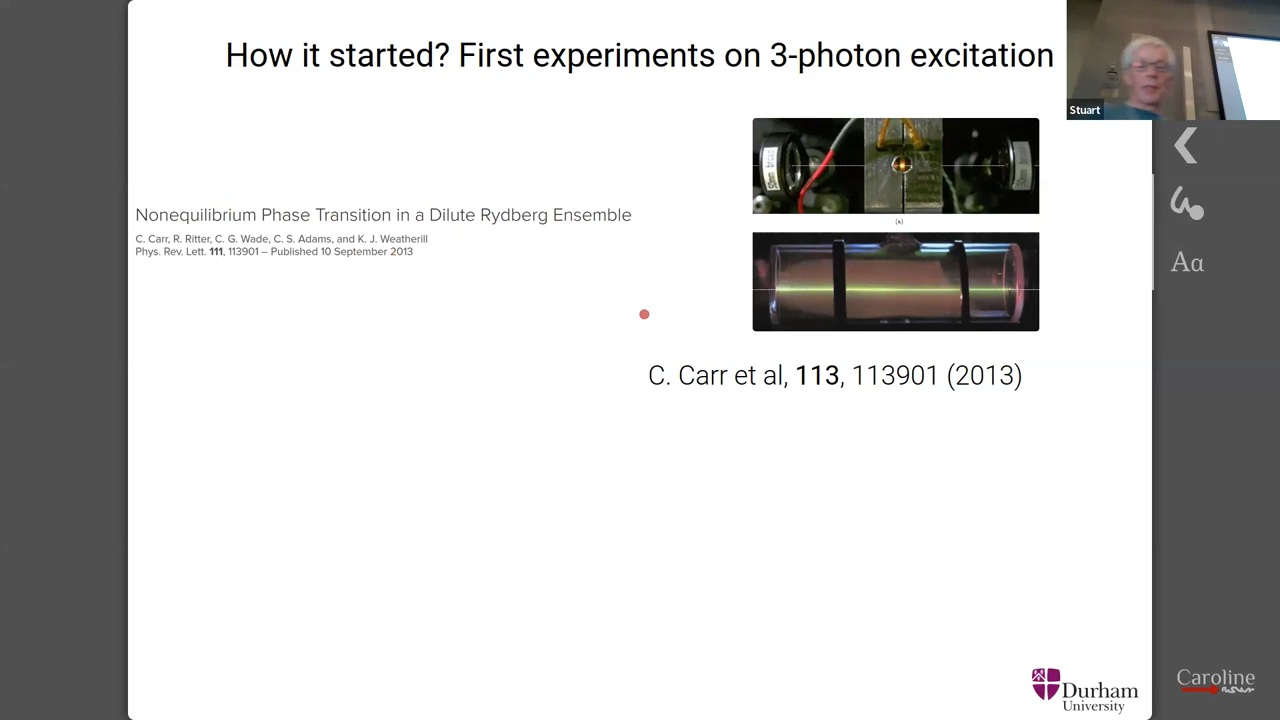 How it started? First experiments on 3-photon excitation
Stuart
Nonequilibrium Phase Transition in a Dilute Rydberg Ensemble
C. Carr, R. Ritter, C. G. Wade, C. S. Adams, and K. J. Weatherill
Phys. Rev. Lett. 111, 113901 – Published 10 September 2013
(a)
C. Carr et al, 113, 113901 (2013)
Aα
Durham
University
Caroline